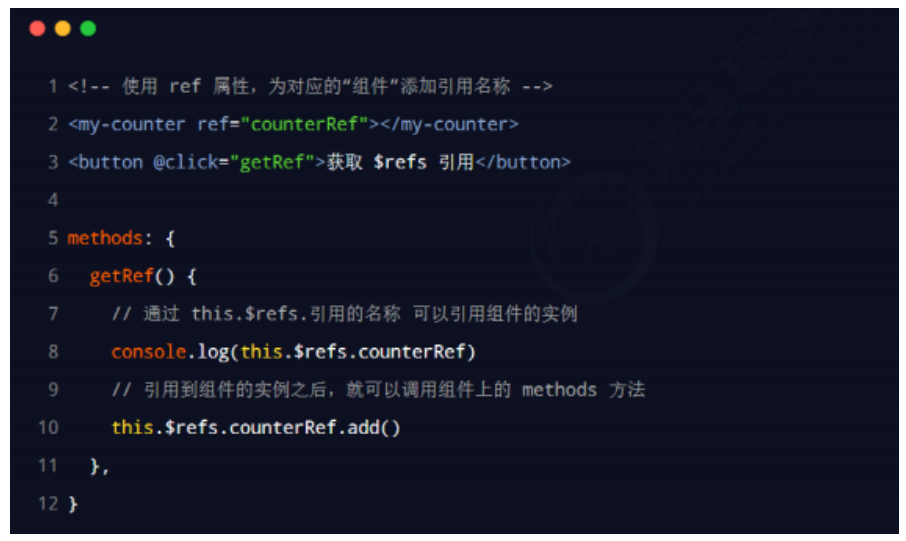 1 <!-- 使用 ref 属性，为对应的“组件”添加引用名称 -->
2 <my-counter ref="counterRef"></my-counter>
3 <button @click="getRef">获取 $refs 引用</button>
4
5 methods: {
6 getRef() {
7 // 通过 this.$refs.引用的名称 可以引用组件的实例
8 console.log(this.$refs.counterRef)
9 // 引用到组件的实例之后，就可以调用组件上的 methods 方法
10 this.$refs.counterRef.add()
11 },
12 }